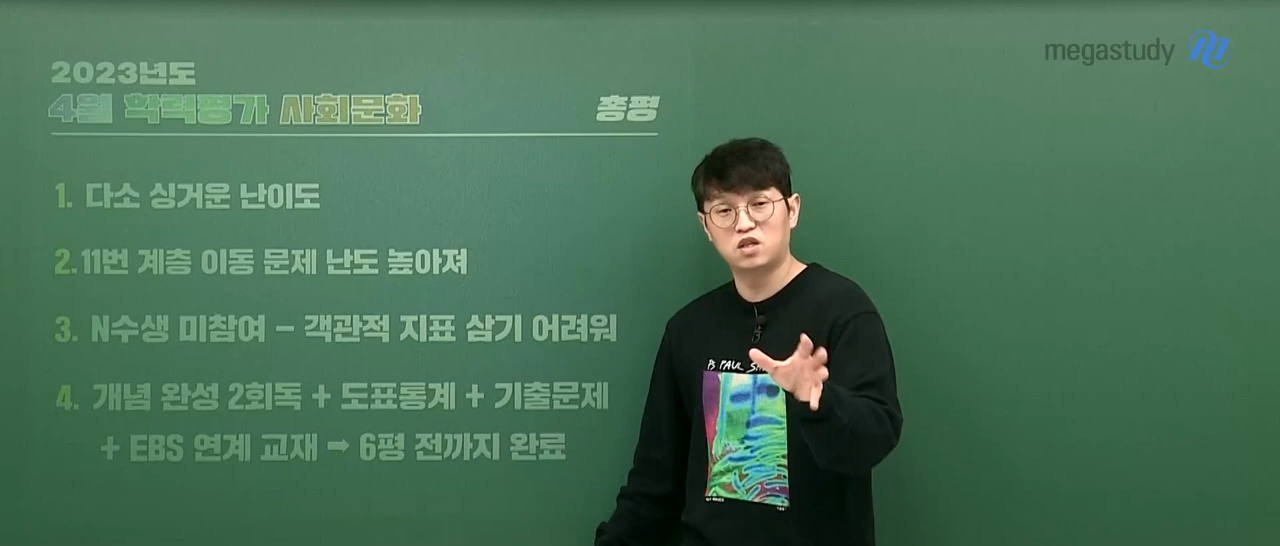 megastudy
2023년도
4월 학력평가 사회문화 총평
1. 다소 싱거운 난이도
2. 11번 계층 이동 문제 난도 높아져
3. N수생 미참여 - 객관적 지표 삼기 어려워
4. 개념 완성 2회독 + 도표통계 + 기출문제
+ EBS 연계 교재 ➡ 6평 전까지 완료
PS PAUL